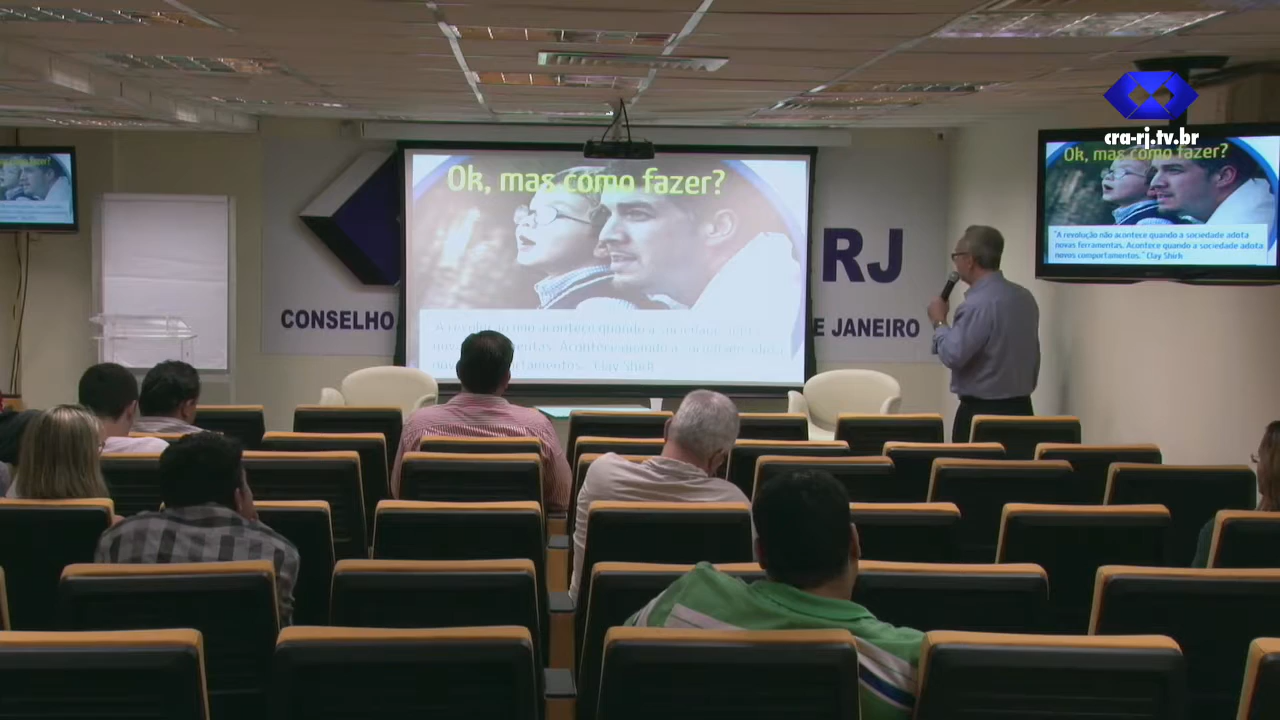 cra-rj.tv.br
Ok, mas como fazer?
Ok, mas como fazer?
"A revolução não acontece quando a sociedade adota
novas ferramentas. Acontece quando a sociedade adota
novos comportamentos." Clay Shirk
RJ
CONSELHO
E JANEIRO